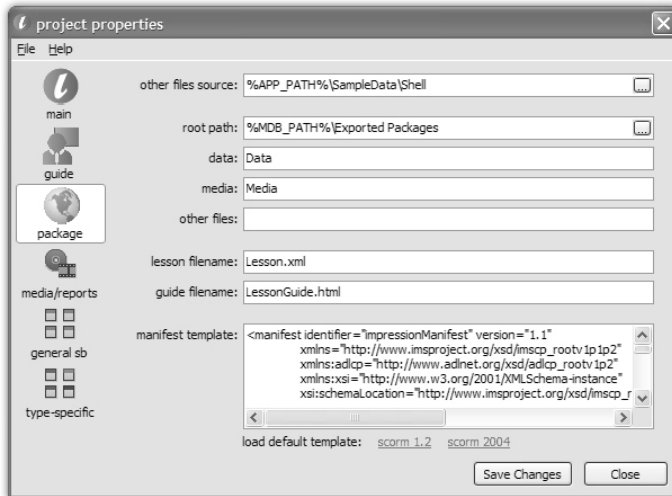 project properties
File Help
main
guide
package
media/reports
general sb
type-specific
other files source: %APP_PATH%\SampleData\Shell ...
root path: %MDB_PATH%\Exported Packages ...
data: Data
media: Media
other files:
lesson filename: Lesson.xml
guide filename: LessonGuide.html
manifest template: <manifest identifier="impressionManifest" version="1.1"
xmlns="http://www.imsproject.org/xsd/imscp_rootv1p1p2"
xmlns:adlcp="http://www.adlnet.org/xsd/adlcp_rootv1p2"
xmlns:xsi="http://www.w3.org/2001/XMLSchema-instance"
xsi:schemaLocation="http://www.imsproject.org/xsd/imscp_r
load default template: scorm 1.2 scorm 2004
Save Changes Close